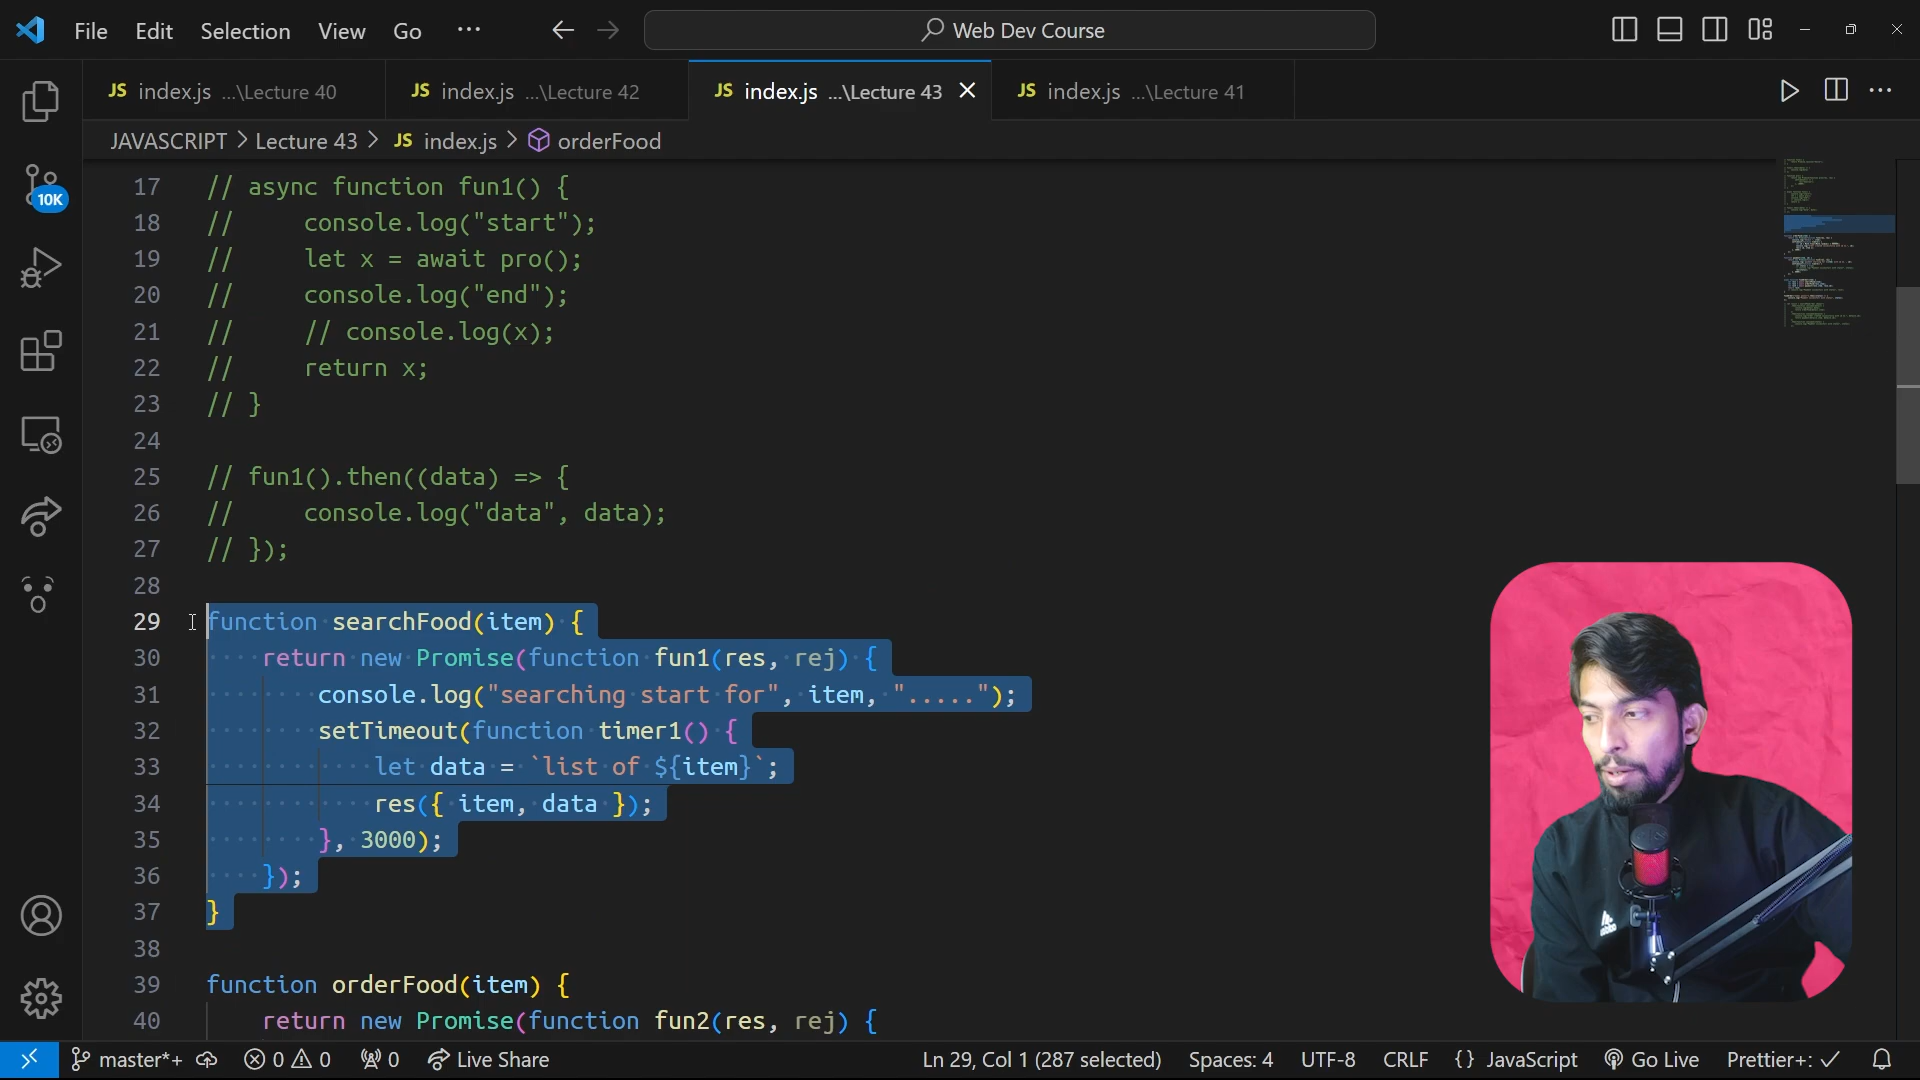 File Edit Selection View Go ··· Web Dev Course
JS index.js ...\Lecture 40 JS index.js ...\Lecture 42 JS index.js ...\Lecture 43 JS index.js ...\Lecture 41
JAVASCRIPT > Lecture 43 > JS index.js > orderFood
10K
17 // async function fun1() {
18 //     console.log("start");
19 //     let x = await pro();
20 //     console.log("end");
21 //     // console.log(x);
22 //     return x;
23 // }
24
25 // fun1().then((data) => {
26 //     console.log("data", data);
27 // });
28
29 function searchFood(item) {
30     return new Promise(function fun1(res, rej) {
31         console.log("searching start for", item, ".....");
32         setTimeout(function timer1() {
33             let data = `list of ${item}`;
34             res({ item, data });
35         }, 3000);
36     });
37 }
38
39 function orderFood(item) {
40     return new Promise(function fun2(res, rej) {
master*+ 0 0 0 Live Share Ln 29, Col 1 (287 selected) Spaces: 4 UTF-8 CRLF {} JavaScript Go Live Prettier+: ✓